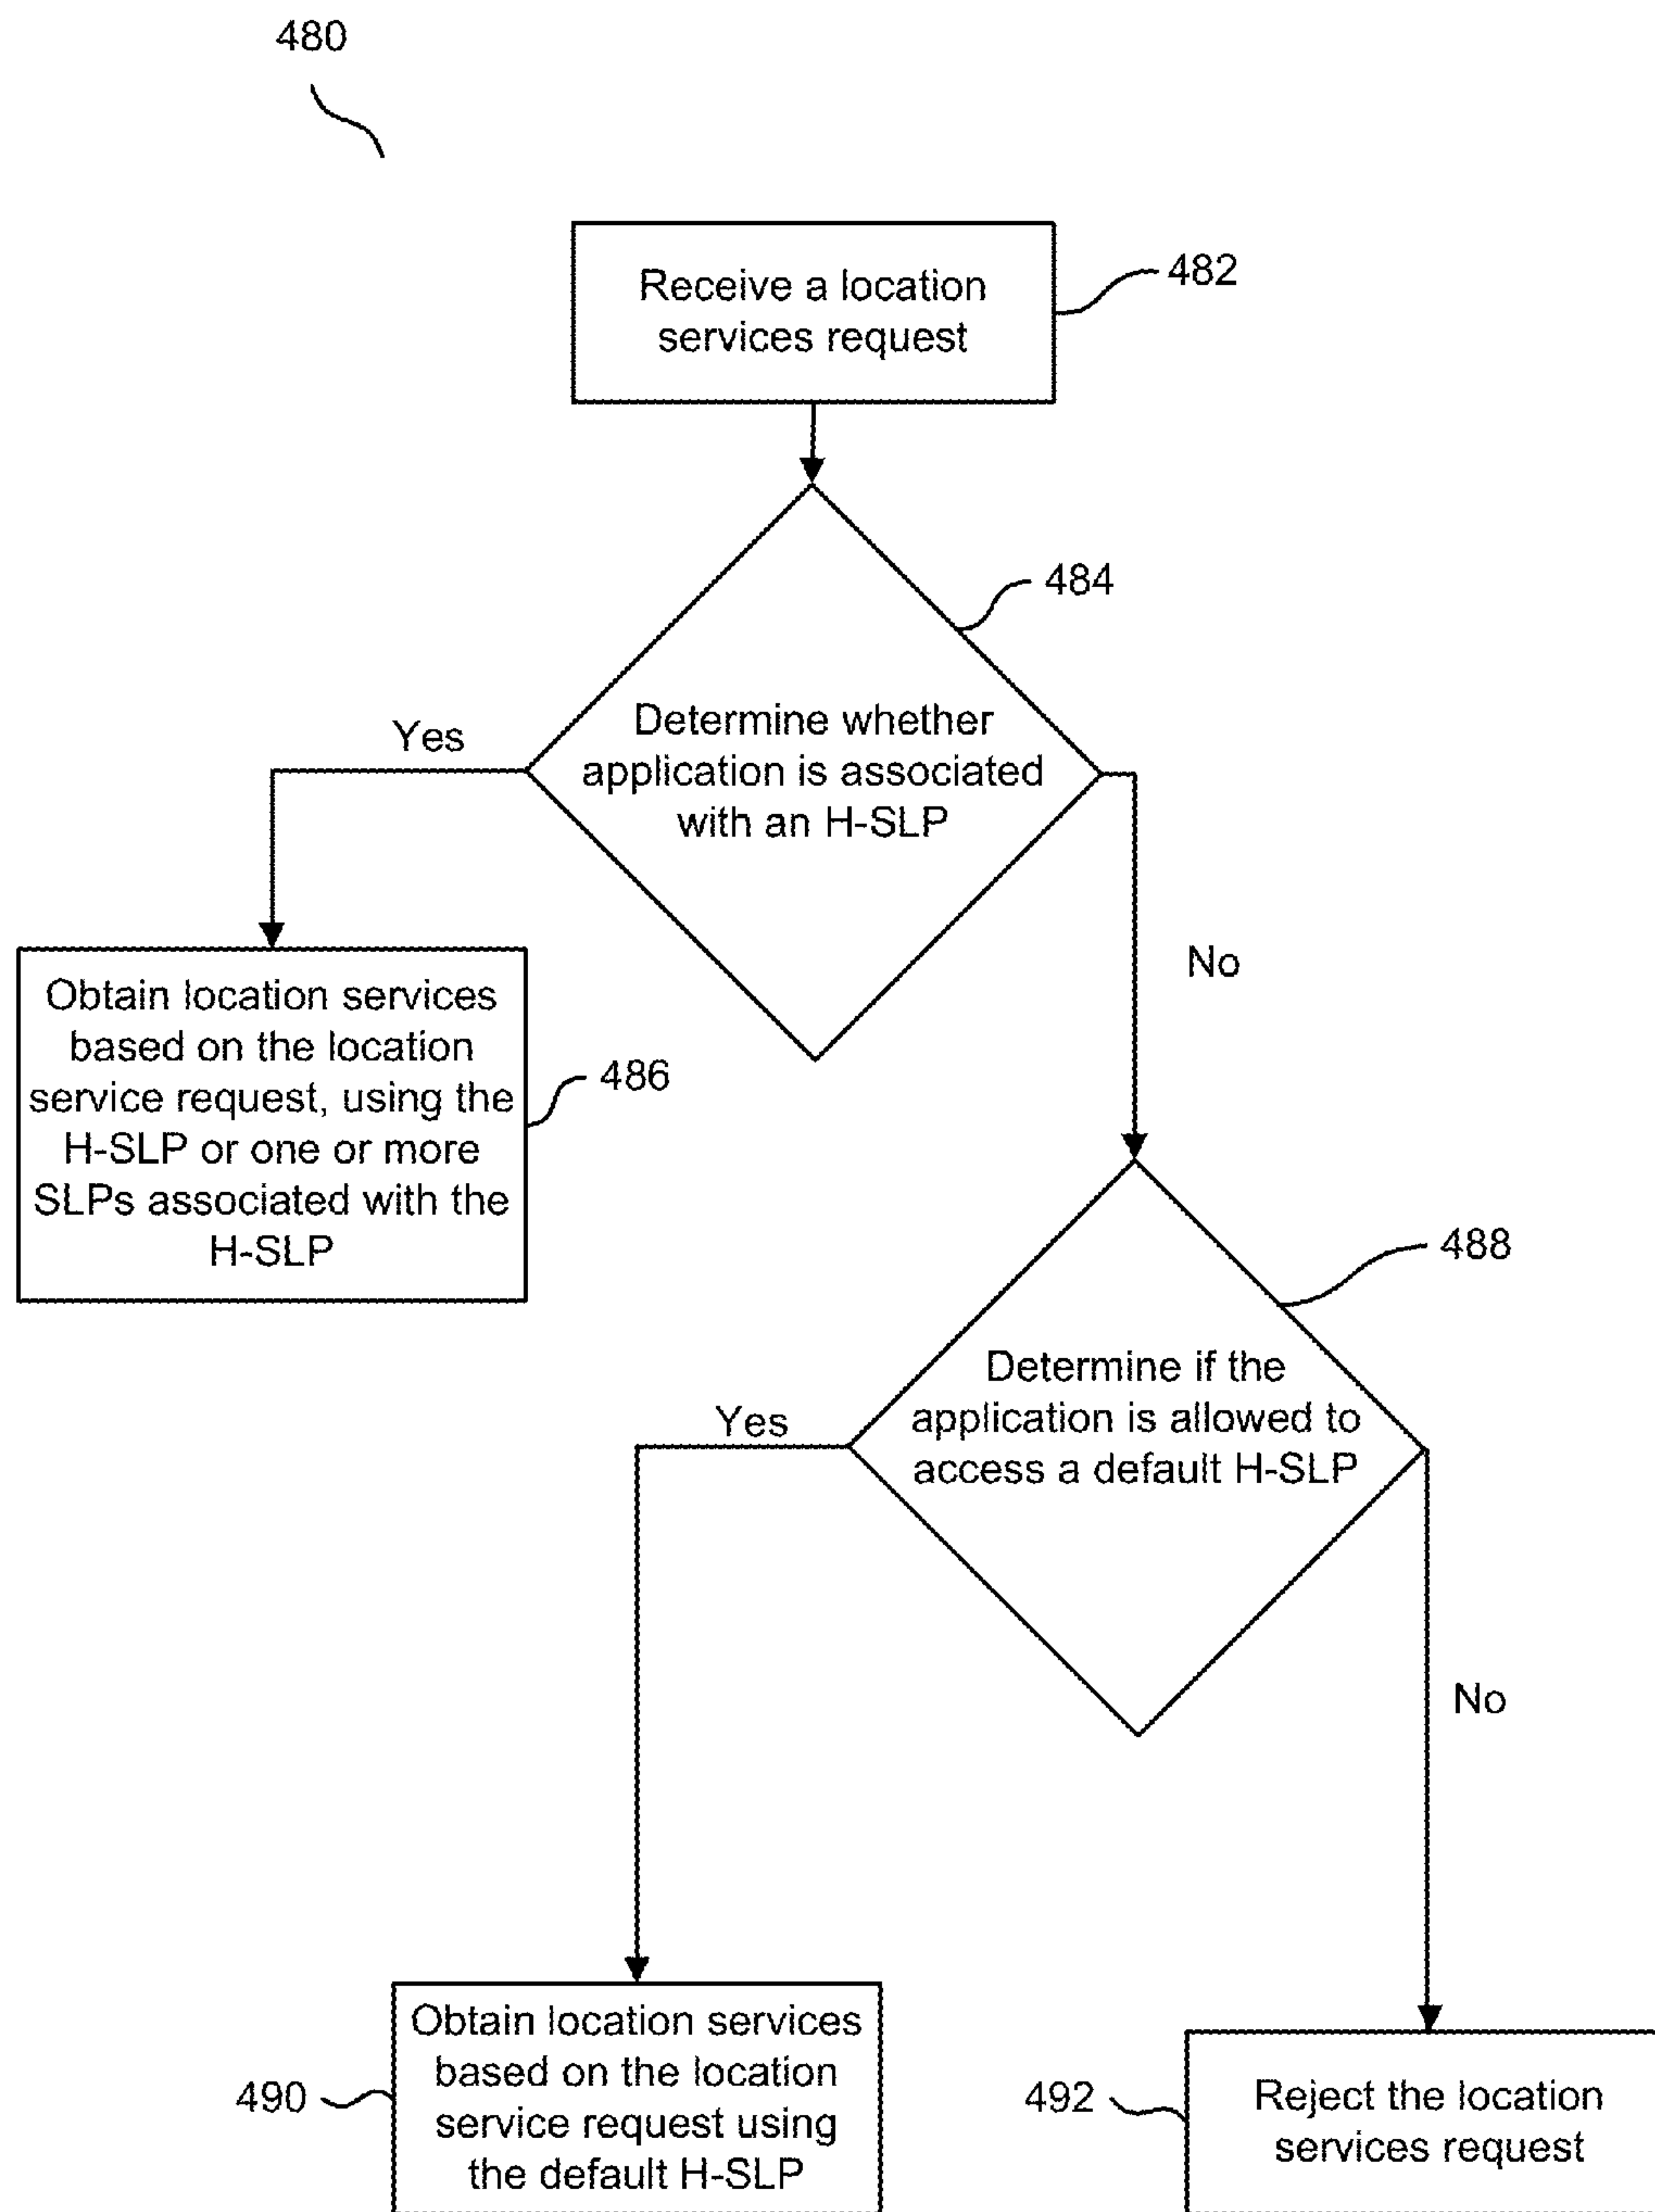 480
Receive a location
services request
482
484
Determine whether
application is associated
with an H-SLP
Yes
No
Obtain location services
based on the location
service request, using the
H-SLP or one or more
SLPs associated with the
H-SLP
486
488
Determine if the
application is allowed to
access a default H-SLP
Yes
No
Obtain location services
based on the location
service request using
the default H-SLP
490
492
Reject the location
services request